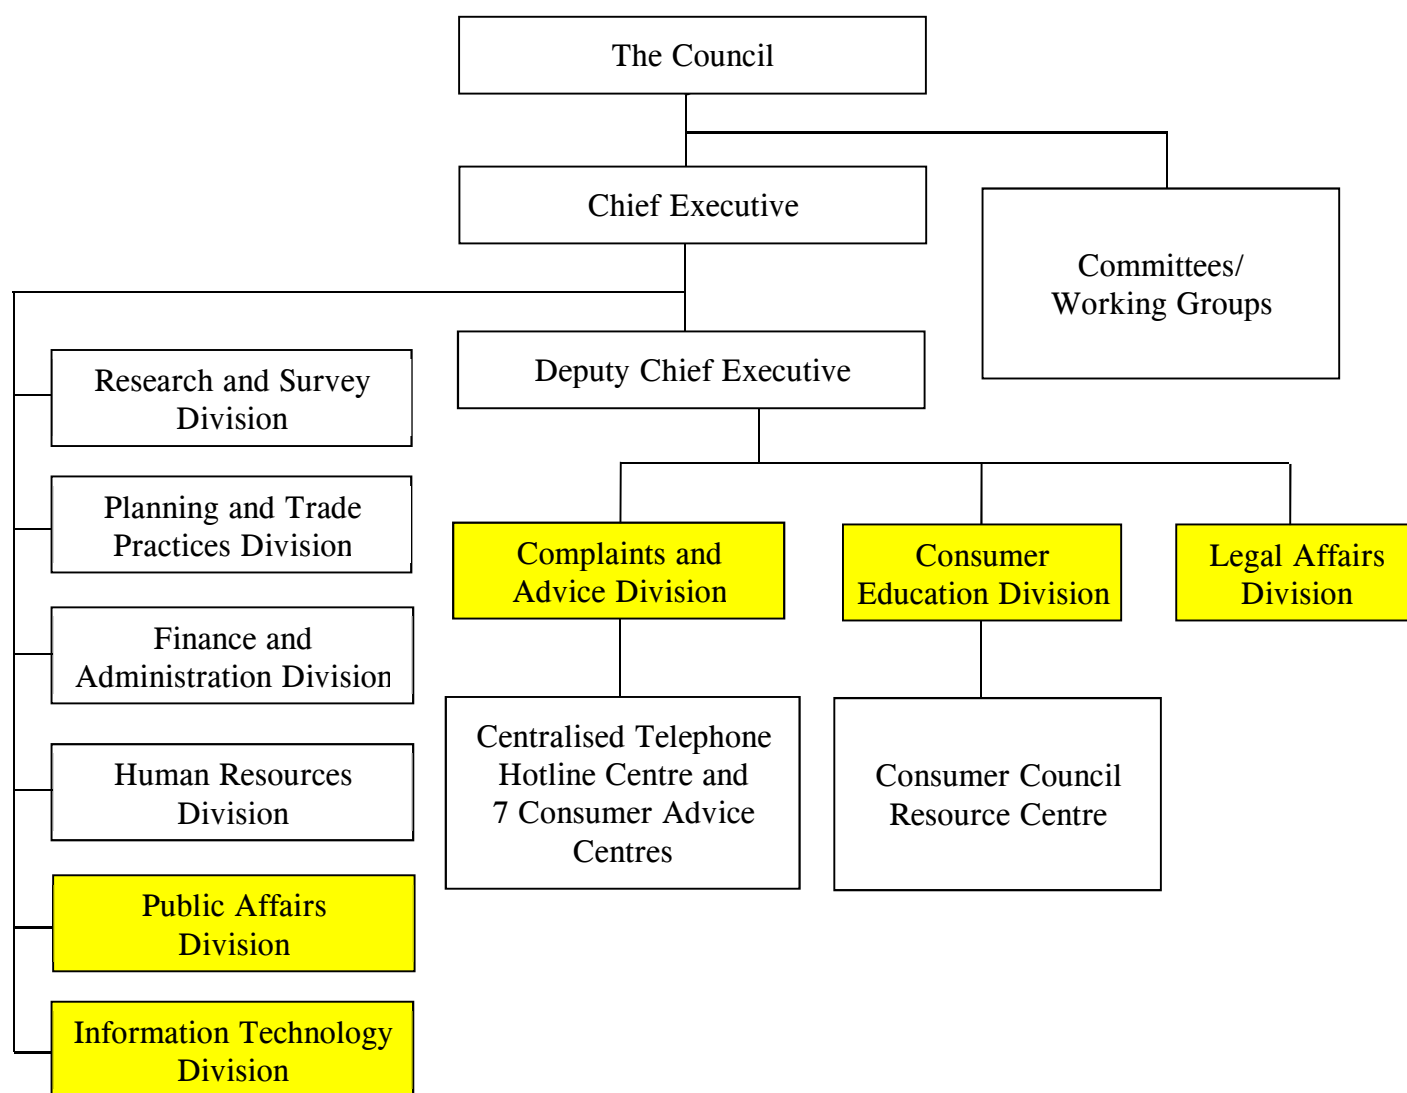 The Council
Chief Executive
Committees/
Working Groups
Deputy Chief Executive
Research and Survey
Division
Planning and Trade
Practices Division
Finance and
Administration Division
Human Resources
Division
Public Affairs
Division
Information Technology
Division
Complaints and
Advice Division
Consumer
Education Division
Legal Affairs
Division
Centralised Telephone
Hotline Centre and
7 Consumer Advice
Centres
Consumer Council
Resource Centre